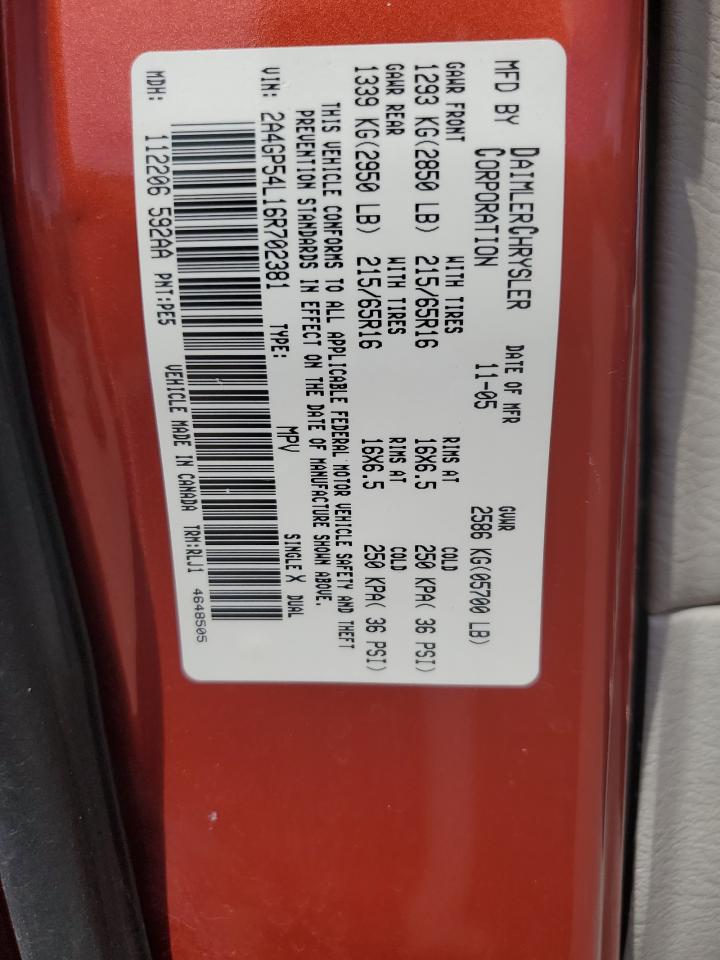 MFD BY DAIMLERCHRYSLER CORPORATION DATE OF MFR 11-05 GVWR 2586 KG(05700 LB)
GAWR FRONT WITH TIRES RIMS AT COLD
1293 KG(2850 LB) 215/65R16 16X6.5 250 KPA( 36 PSI)
GAWR REAR WITH TIRES RIMS AT COLD
1339 KG(2950 LB) 215/65R16 16X6.5 250 KPA( 36 PSI)
THIS VEHICLE CONFORMS TO ALL APPLICABLE FEDERAL MOTOR VEHICLE SAFETY AND THEFT
PREVENTION STANDARDS IN EFFECT ON THE DATE OF MANUFACTURE SHOWN ABOVE.
VIN: 2A4GP54L16R702381 TYPE: MPV SINGLE X DUAL
MDH: 112206 592AA PNT:PE5 VEHICLE MADE IN CANADA TRM:RLJ1 4648505